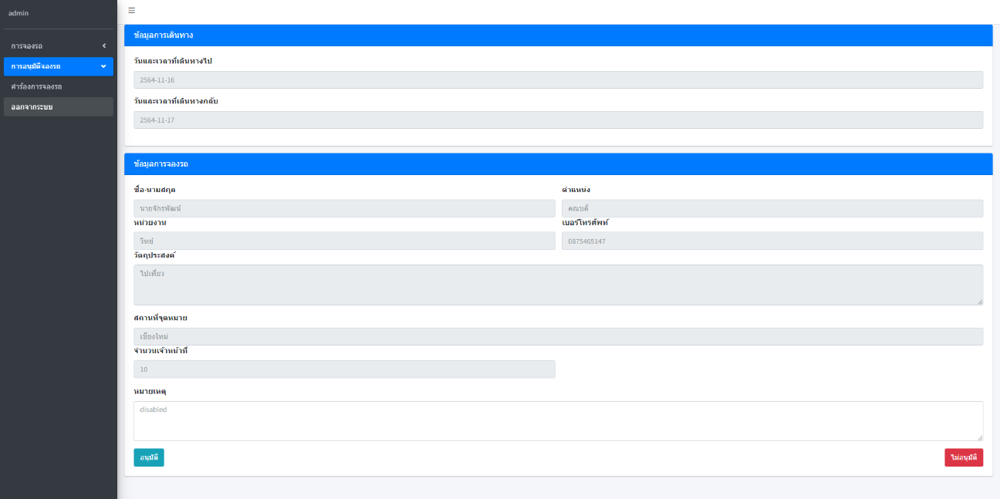 admin
การจองรถ
การอนุมัติจองรถ
คำร้องการจองรถ
ออกจากระบบ
ข้อมูลการเดินทาง
วันและเวลาที่เดินทางไป
2564-11-16
วันและเวลาที่เดินทางกลับ
2564-11-17
ข้อมูลการจองรถ
ชื่อ-นามสกุล
ตำแหน่ง
นายจักรพัฒน์
คณบดี
หน่วยงาน
เบอร์โทรศัพท์
วิทย์
0875465147
วัตถุประสงค์
ไปเที่ยว
สถานที่จุดหมาย
เชียงใหม่
จำนวนเจ้าหน้าที่
10
หมายเหตุ
disabled
อนุมัติ
ไม่อนุมัติ